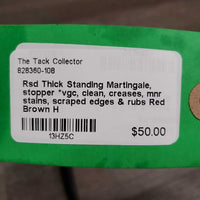 The Tack Collector
828360-108
Rsd Thick Standing Martingale,
stopper *vgc, clean, creases, mnr
stains, scraped edges & rubs Red
Brown H
13HZ5C
$50.00